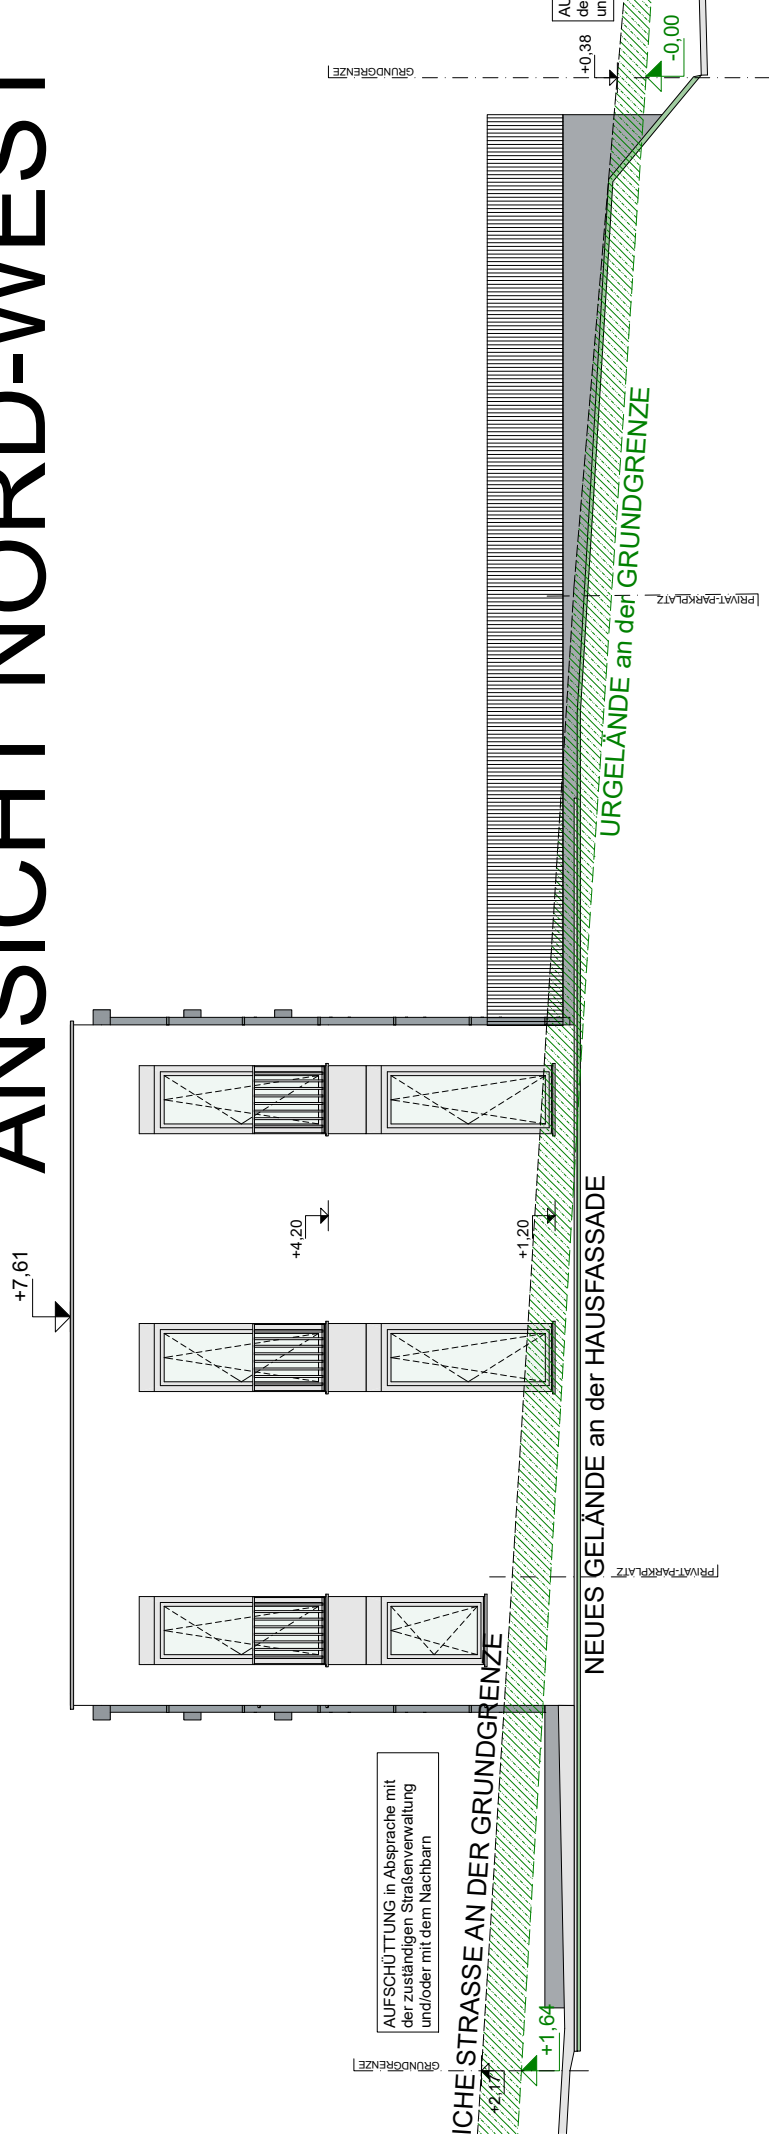 ANSICHT NORD-WEST
+7,61
+4,20
+1,20
GRUNDGRENZE
+0,38
-0,00
URGELÄNDE an der GRUNDGRENZE
PRIVAT-PARKPLATZ
NEUES GELÄNDE an der HAUSFASSADE
PRIVAT-PARKPLATZ
AUFSCHÜTTUNG in Absprache mit
der zuständigen Straßenverwaltung
und/oder mit dem Nachbarn
STRASSE AN DER GRUNDGRENZE
GRUNDGRENZE
+2,17
+1,64